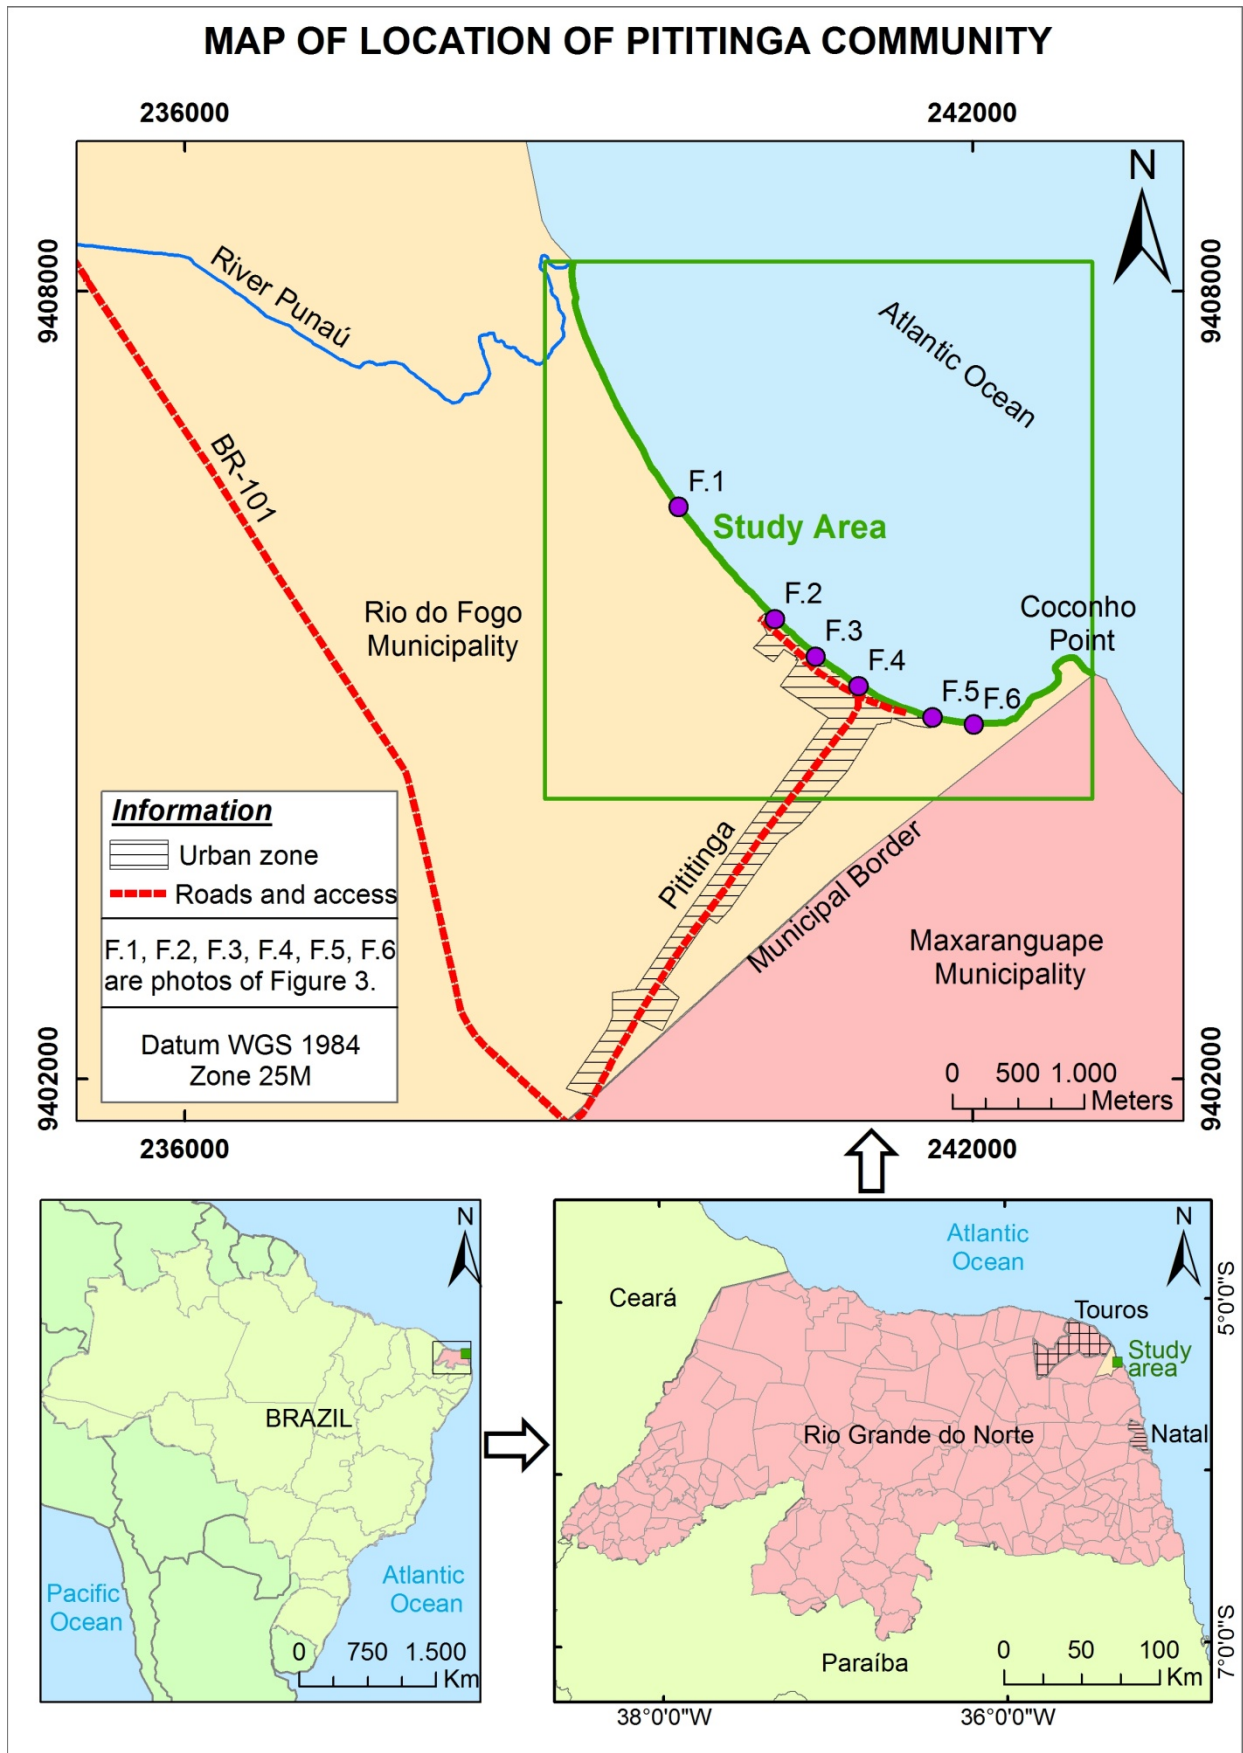 MAP OF LOCATION OF PITITINGA COMMUNITY
236000
242000
N
9408000
9408000
River Punaú
Atlantic Ocean
BR-101
F.1
Study Area
F.2
Rio do Fogo
Municipality
Coconho
Point
F.3
F.4
F.5
F.6
Information
Urban zone
Roads and access
F.1, F.2, F.3, F.4, F.5, F.6
are photos of Figure 3.
Datum WGS 1984
Zone 25M
Pititinga
Municipal Border
Maxaranguape
Municipality
9402000
9402000
0 500 1.000
Meters
236000
242000
N
BRAZIL
Pacific
Ocean
Atlantic
Ocean
0 750 1.500
Km
Atlantic
Ocean
N
Ceará
Touros
5°0'0"S
Study
area
Rio Grande do Norte
Natal
Paraíba
0 50 100
Km
7°0'0"S
38°0'0"W
36°0'0"W